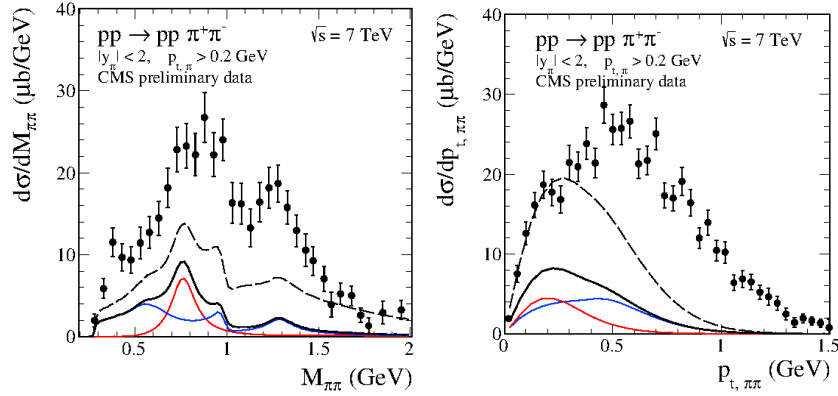 dσ/dM_ππ (μb/GeV)
40
30
20
10
0
pp → pp π⁺π⁻ √s = 7 TeV
|y_π| < 2, p_t, π > 0.2 GeV
CMS preliminary data
0.5 1 1.5 2
M_ππ (GeV)
dσ/dp_t, ππ (μb/GeV)
40
30
20
10
0
pp → pp π⁺π⁻ √s = 7 TeV
|y_π| < 2, p_t, π > 0.2 GeV
CMS preliminary data
0 0.5 1.0 1.5
p_t, ππ (GeV)